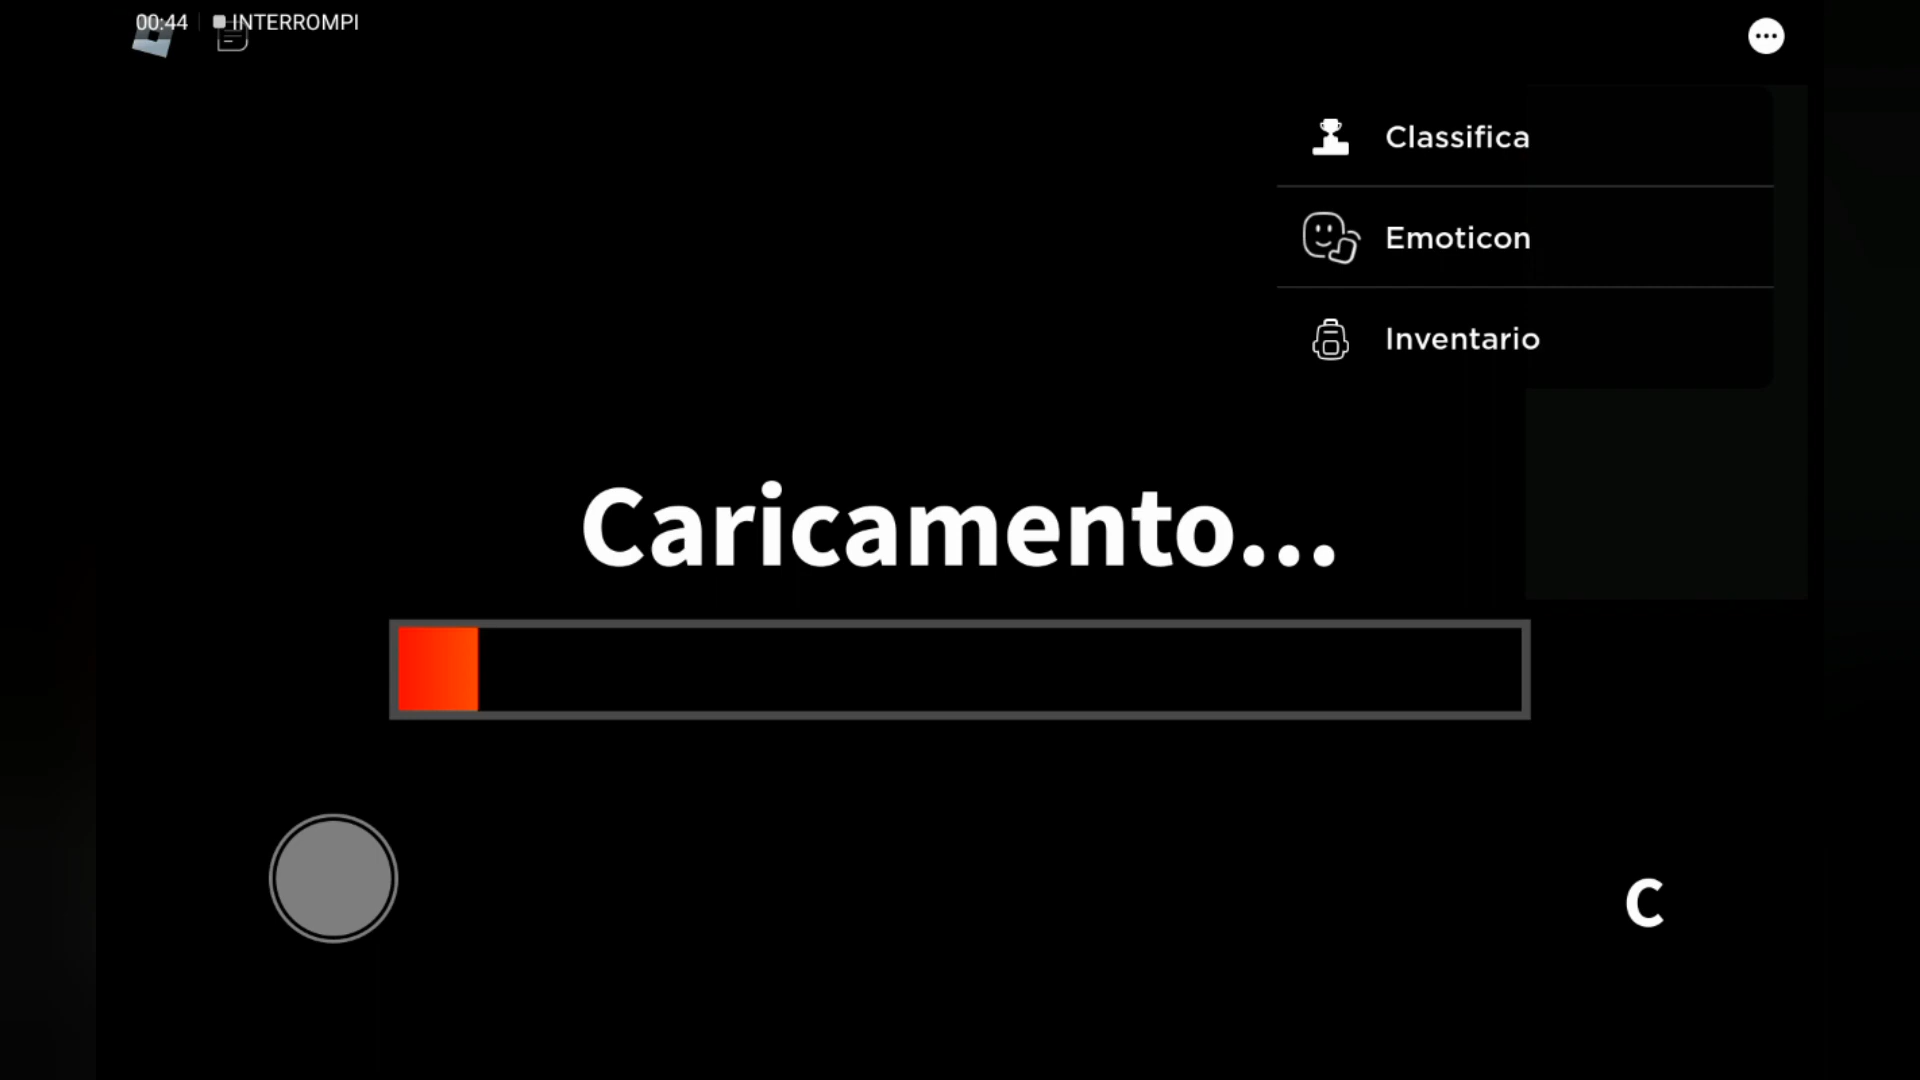 00:44 INTERROMPI
Classifica
Emoticon
Inventario
Caricamento...
C